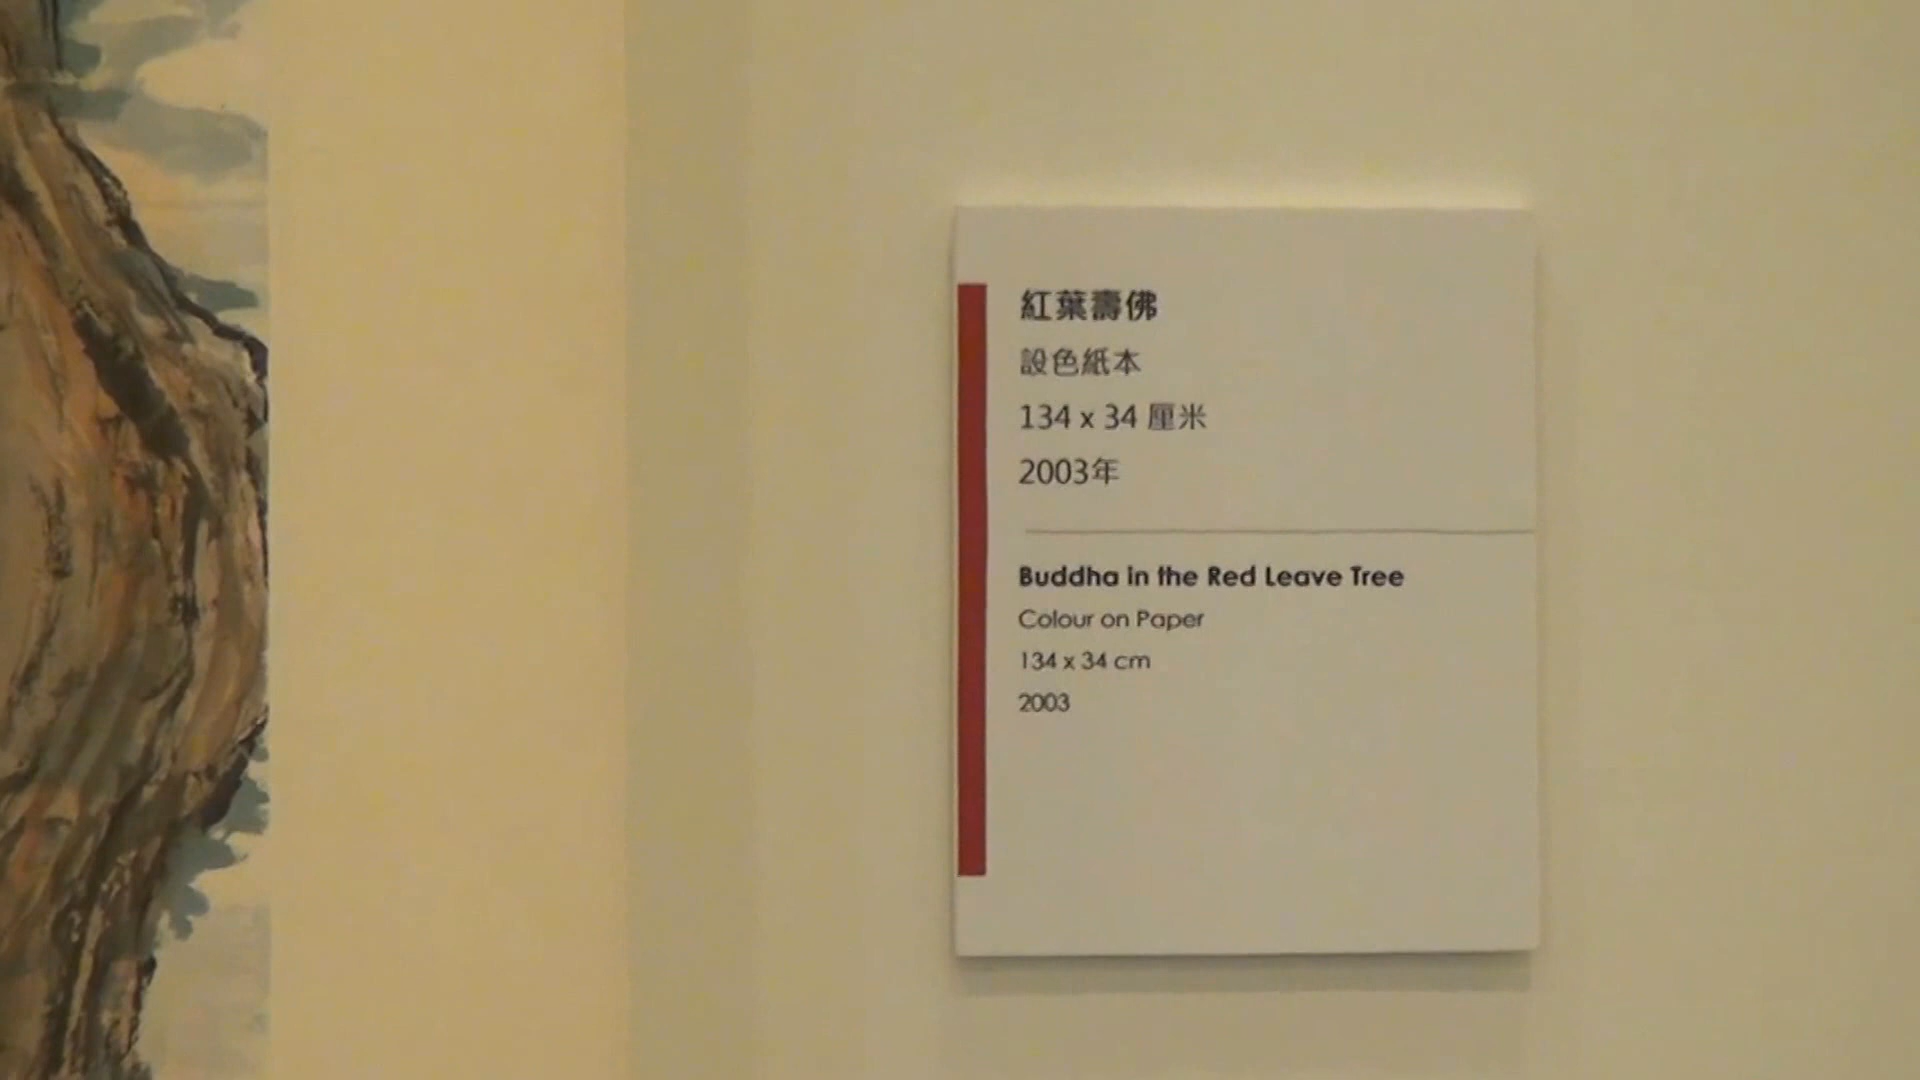 紅葉壽佛
設色紙本
134 x 34 厘米
2003年
Buddha in the Red Leave Tree
Colour on Paper
134 x 34 cm
2003